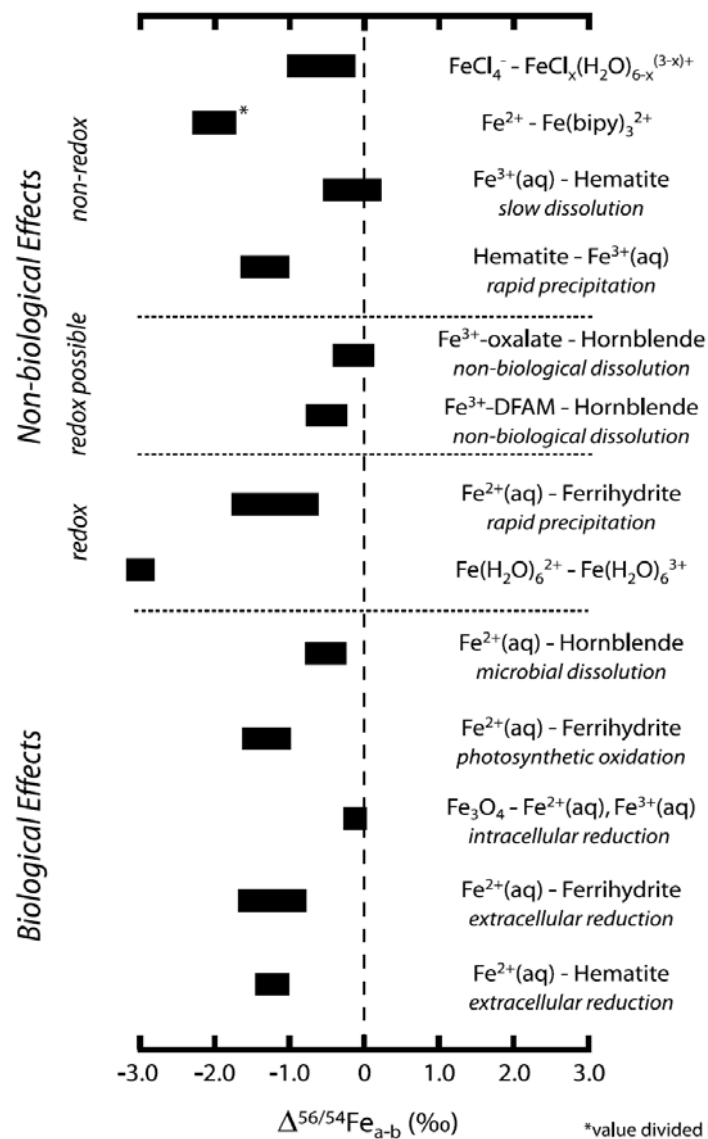 FeCl₄⁻ - FeClₓ(H₂O)₆₋ₓ⁽³⁻ˣ⁾⁺
*
Fe²⁺ - Fe(bipy)₃²⁺
Fe³⁺(aq) - Hematite
slow dissolution
Hematite - Fe³⁺(aq)
rapid precipitation
non-redox
Fe³⁺-oxalate - Hornblende
non-biological dissolution
Fe³⁺-DFAM - Hornblende
non-biological dissolution
redox possible
Fe²⁺(aq) - Ferrihydrite
rapid precipitation
Fe(H₂O)₆²⁺ - Fe(H₂O)₆³⁺
redox
Non-biological Effects
Fe²⁺(aq) - Hornblende
microbial dissolution
Fe²⁺(aq) - Ferrihydrite
photosynthetic oxidation
Fe₃O₄ - Fe²⁺(aq), Fe³⁺(aq)
intracellular reduction
Fe²⁺(aq) - Ferrihydrite
extracellular reduction
Fe²⁺(aq) - Hematite
extracellular reduction
Biological Effects
-3.0 -2.0 -1.0 0 1.0 2.0 3.0
Δ⁵⁶ᐟ⁵⁴Feₐ₋b (‰)
*value divided